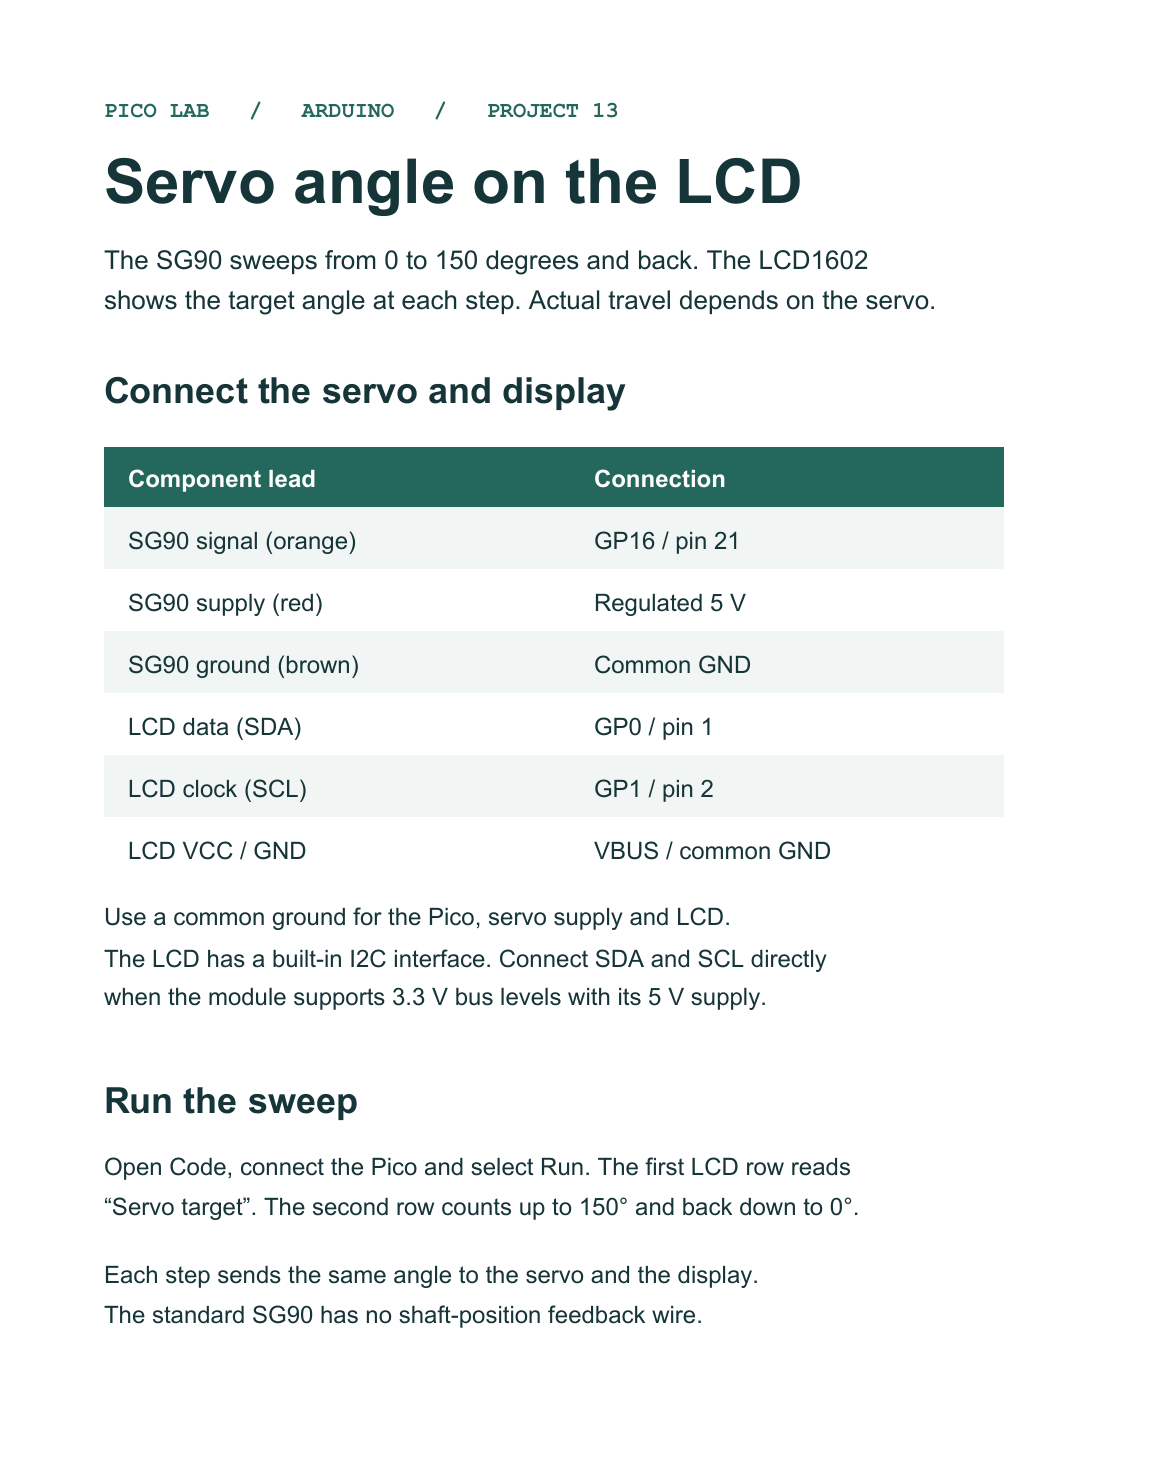 PICO LAB / ARDUINO / PROJECT 13
Servo angle on the LCD
The SG90 sweeps from 0 to 150 degrees and back. The LCD1602
shows the target angle at each step. Actual travel depends on the servo.
Connect the servo and display
Component lead Connection
SG90 signal (orange) GP16 / pin 21
SG90 supply (red) Regulated 5 V
SG90 ground (brown) Common GND
LCD data (SDA) GP0 / pin 1
LCD clock (SCL) GP1 / pin 2
LCD VCC / GND VBUS / common GND
Use a common ground for the Pico, servo supply and LCD.
The LCD has a built-in I2C interface. Connect SDA and SCL directly
when the module supports 3.3 V bus levels with its 5 V supply.
Run the sweep
Open Code, connect the Pico and select Run. The first LCD row reads
“Servo target”. The second row counts up to 150° and back down to 0°.
Each step sends the same angle to the servo and the display.
The standard SG90 has no shaft-position feedback wire.